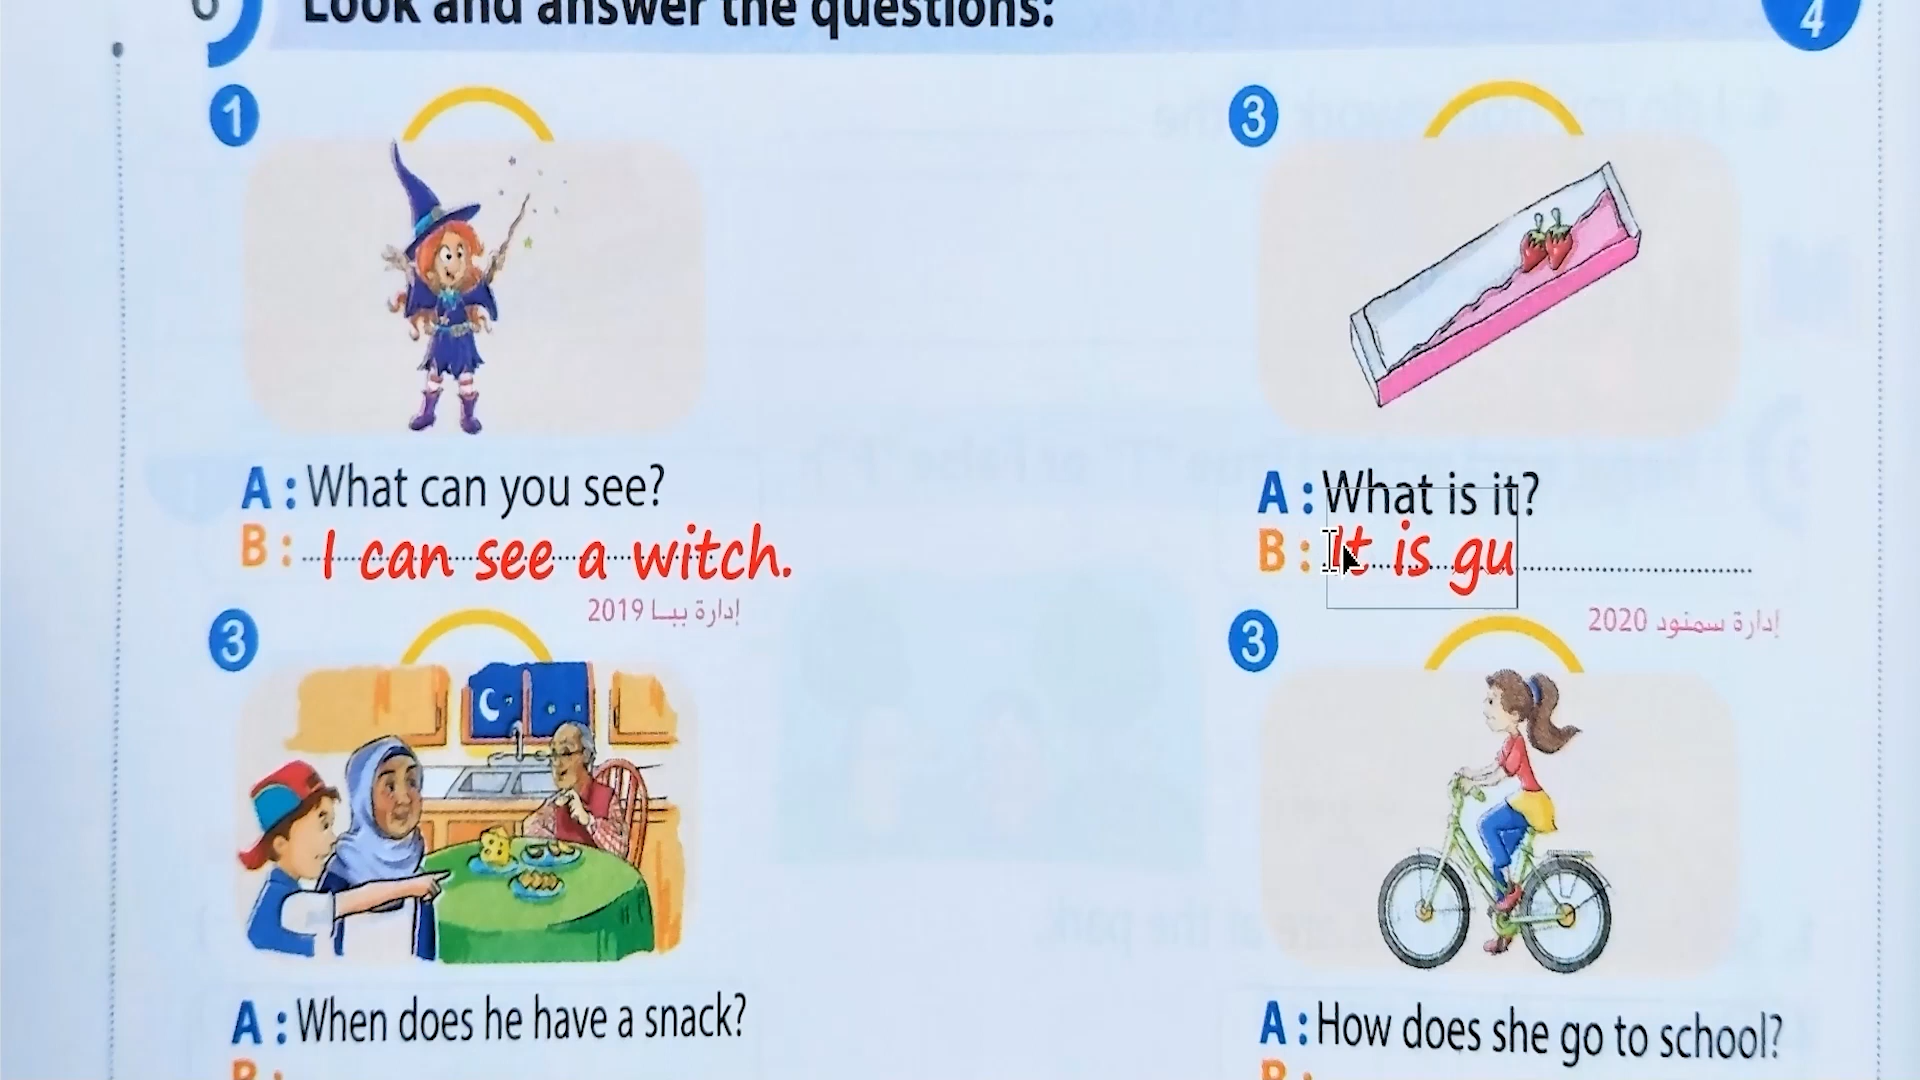 6 Look and answer the questions: 4
1
A : What can you see?
B : I can see a witch.
إدارة ببا 2019
3
A : What is it?
B : It is gu
إدارة سمنود 2020
3
A : When does he have a snack?
B :
3
A : How does she go to school?
B :